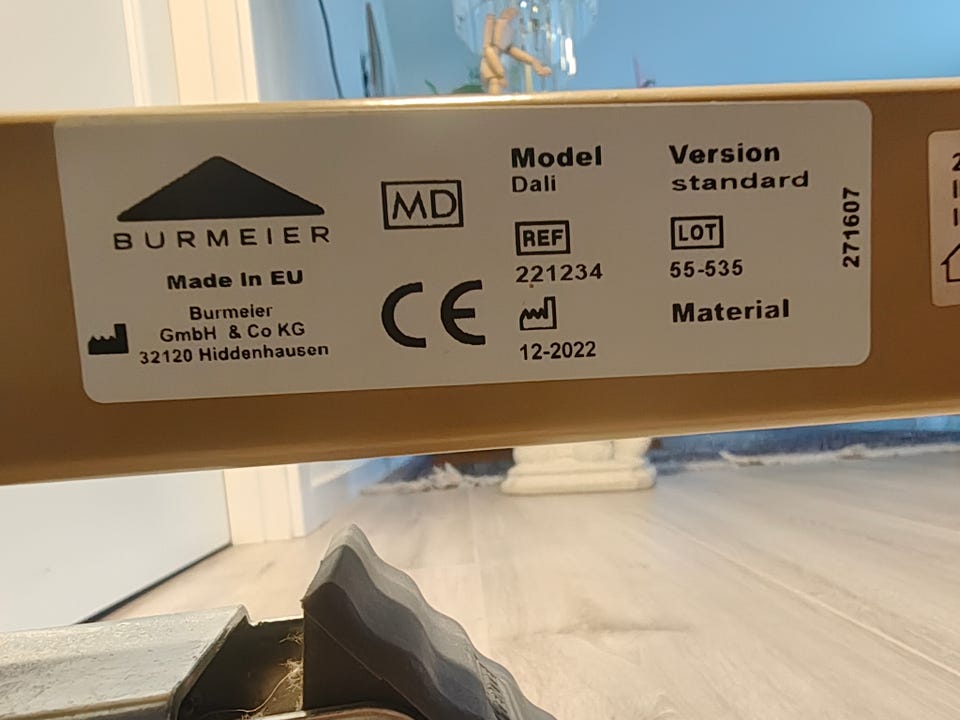 BURMEIER
Made In EU
Burmeier
GmbH & Co KG
32120 Hiddenhausen
MD
CE
Model
Dali
REF
221234
12-2022
Version
standard
LOT
55-535
Material
271607